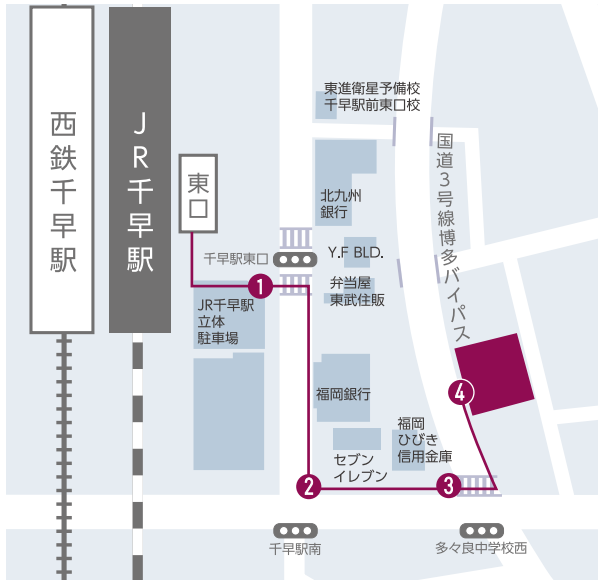 西鉄千早駅
JR千早駅
東口
東進衛星予備校
千早駅前東口校
国道3号線博多バイパス
北九州
銀行
千早駅東口
Y.F BLD.
弁当屋
東武住販
1
JR千早駅
立体
駐車場
福岡銀行
4
福岡
ひびき
信用金庫
セブン
イレブン
2
3
千早駅南
多々良中学校西